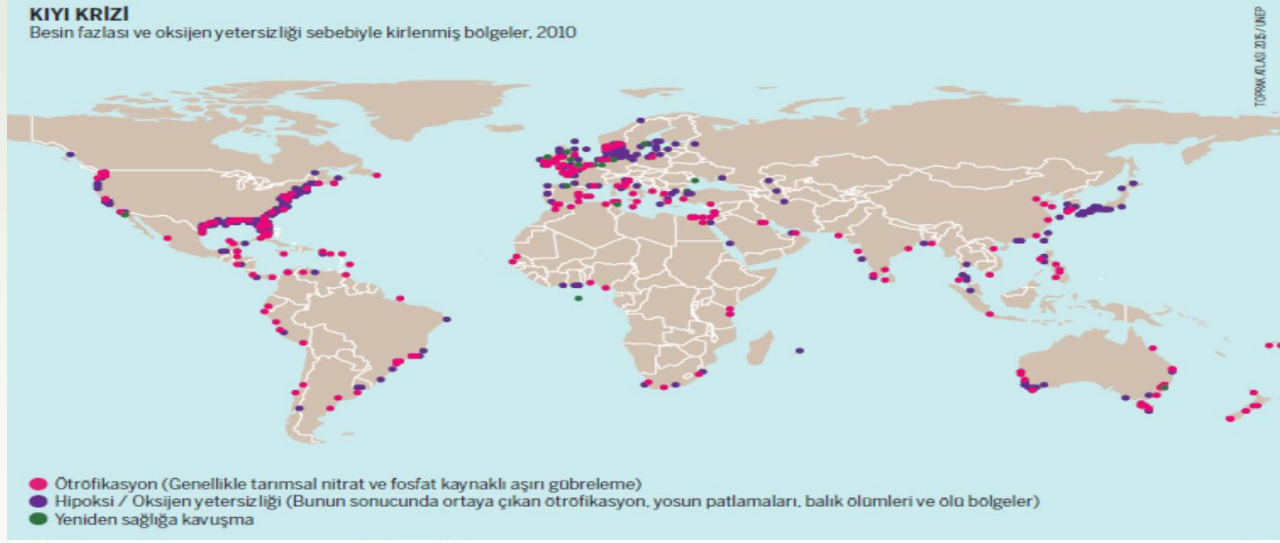 KIYI KRİZİ
Besin fazlası ve oksijen yetersizliği sebebiyle kirlenmiş bölgeler, 2010
TOPRAK ATLASI 2015 / UNEP
Ötrofikasyon (Genellikle tarımsal nitrat ve fosfat kaynaklı aşırı gübreleme)
Hipoksi / Oksijen yetersizliği (Bunun sonucunda ortaya çıkan ötrofikasyon, yosun patlamaları, balık ölümleri ve ölü bölgeler)
Yeniden sağlığa kavuşma